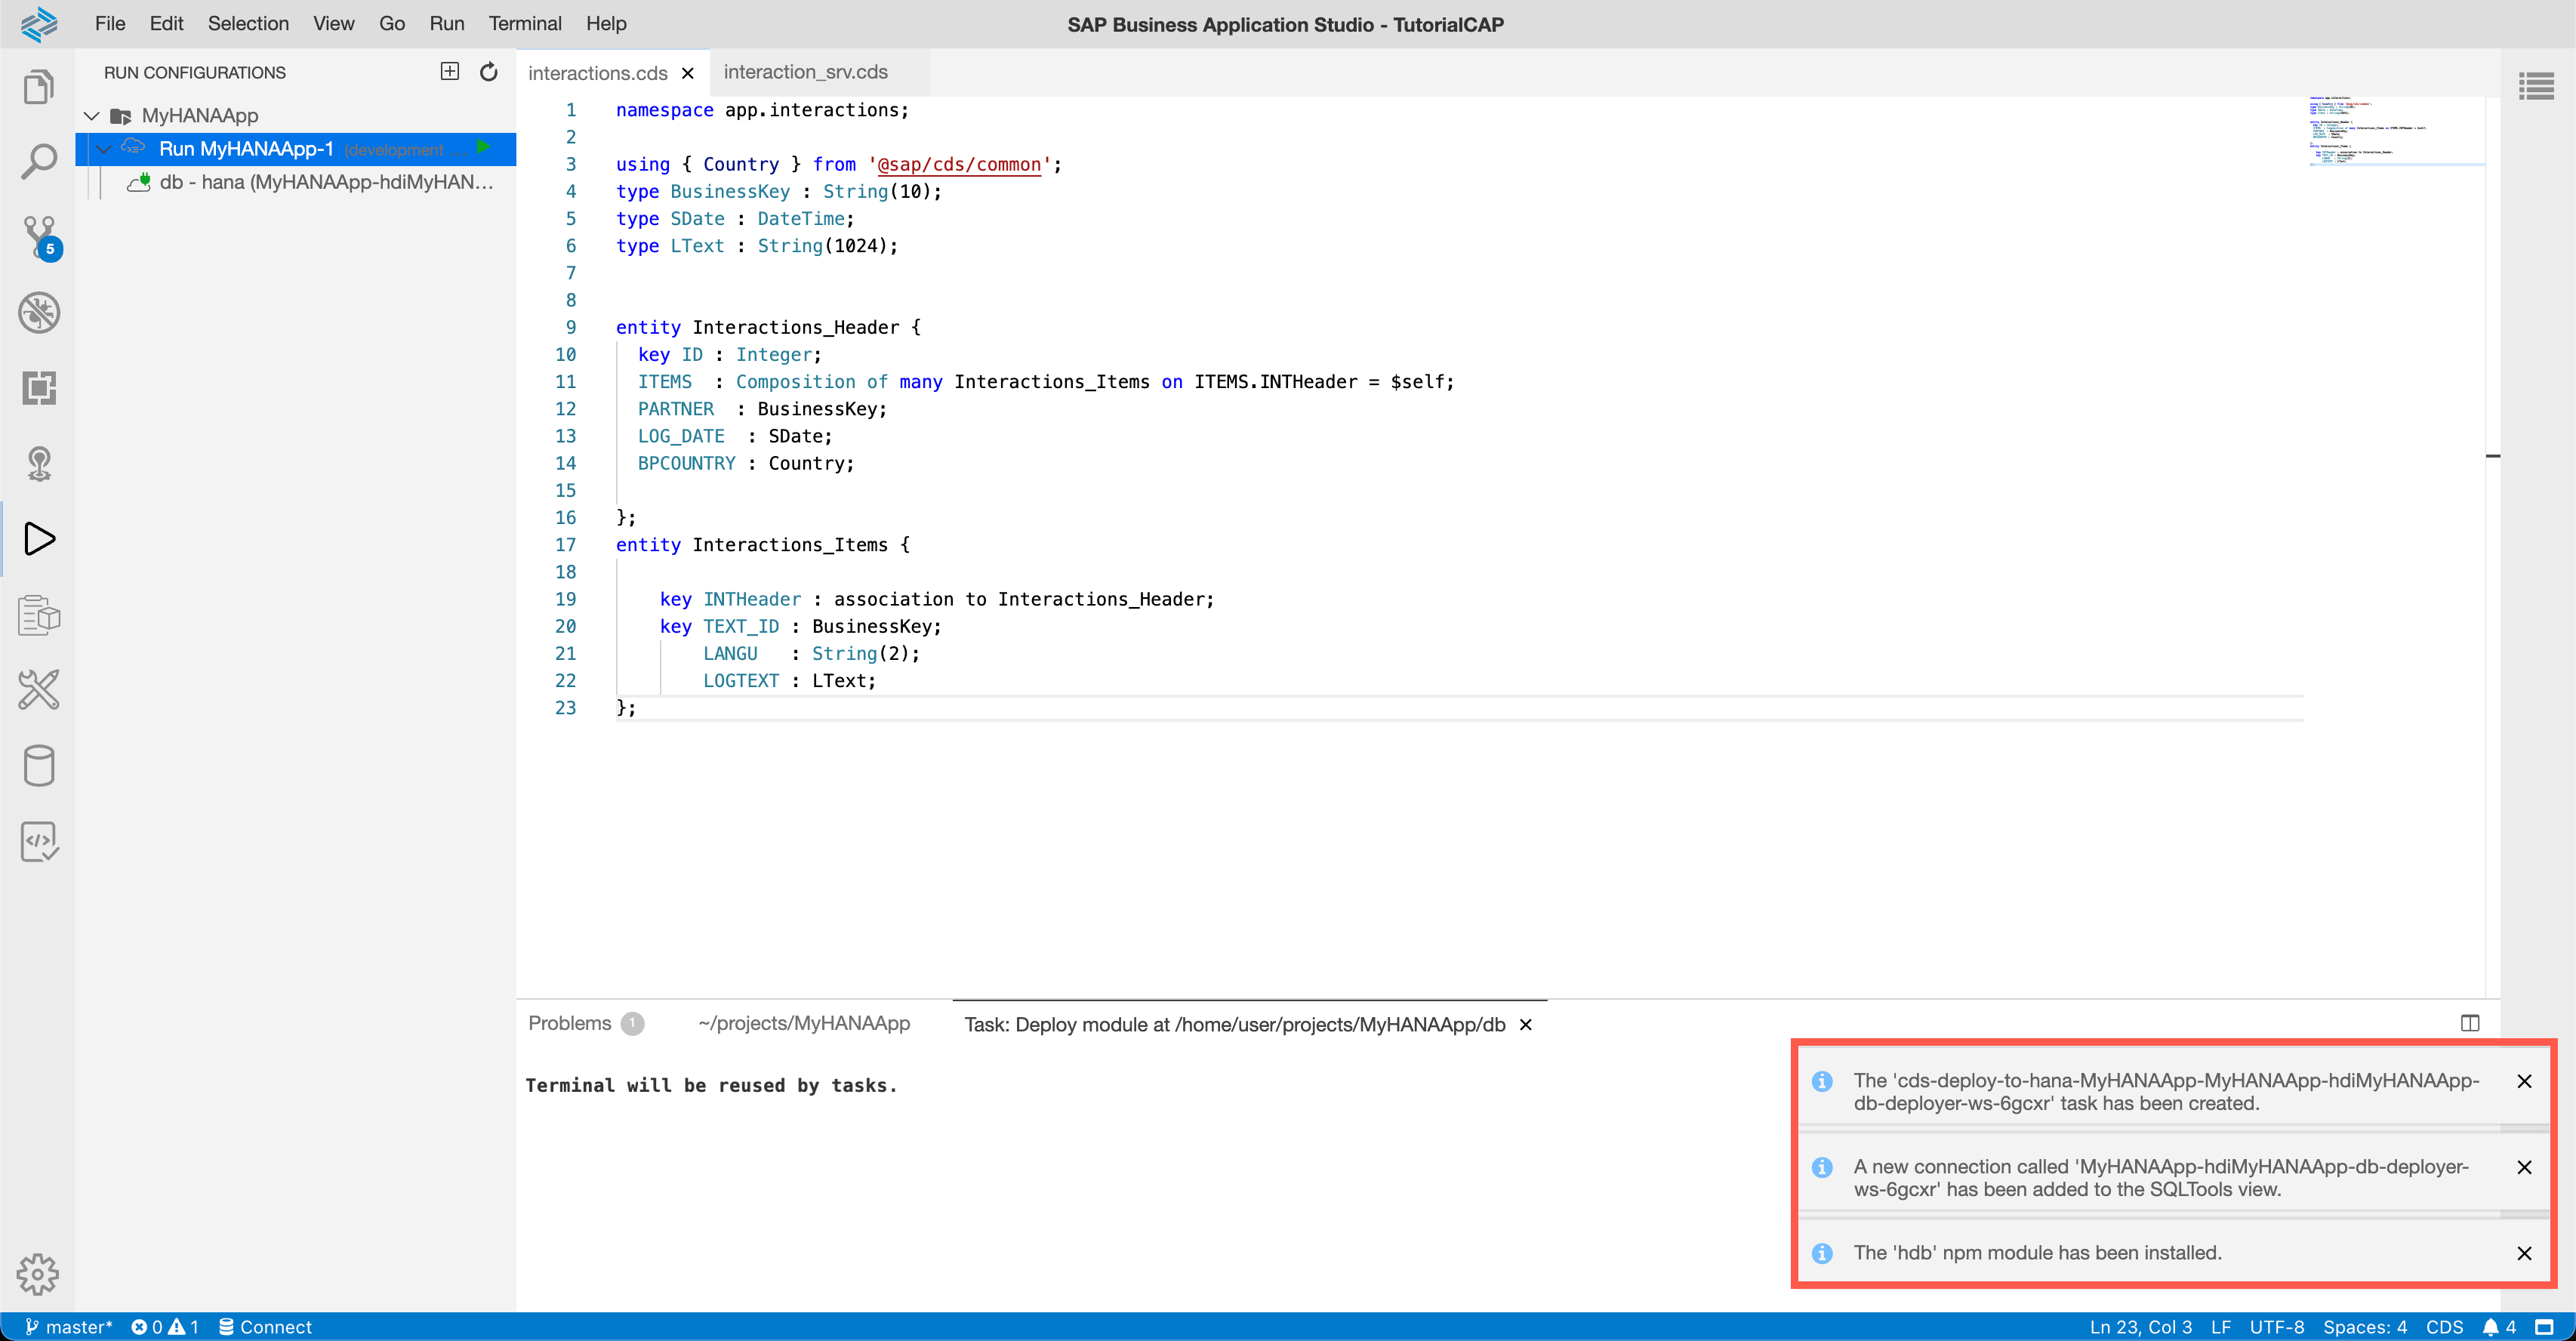 File Edit Selection View Go Run Terminal Help
SAP Business Application Studio - TutorialCAP
RUN CONFIGURATIONS
MyHANAApp
Run MyHANAApp-1 (development ...
db - hana (MyHANAApp-hdiMyHAN...
5
interactions.cds
interaction_srv.cds
1 namespace app.interactions;
2
3 using { Country } from '@sap/cds/common';
4 type BusinessKey : String(10);
5 type SDate : DateTime;
6 type LText : String(1024);
7
8
9 entity Interactions_Header {
10 key ID : Integer;
11 ITEMS : Composition of many Interactions_Items on ITEMS.INTHeader = $self;
12 PARTNER : BusinessKey;
13 LOG_DATE : SDate;
14 BPCOUNTRY : Country;
15
16 };
17 entity Interactions_Items {
18
19 key INTHeader : association to Interactions_Header;
20 key TEXT_ID : BusinessKey;
21 LANGU : String(2);
22 LOGTEXT : LText;
23 };
Problems 1
~/projects/MyHANAApp
Task: Deploy module at /home/user/projects/MyHANAApp/db
Terminal will be reused by tasks.
The 'cds-deploy-to-hana-MyHANAApp-MyHANAApp-hdiMyHANAApp-
db-deployer-ws-6gcxr' task has been created.
A new connection called 'MyHANAApp-hdiMyHANAApp-db-deployer-
ws-6gcxr' has been added to the SQLTools view.
The 'hdb' npm module has been installed.
master* 0 1 Connect
Ln 23, Col 3 LF UTF-8 Spaces: 4 CDS 4